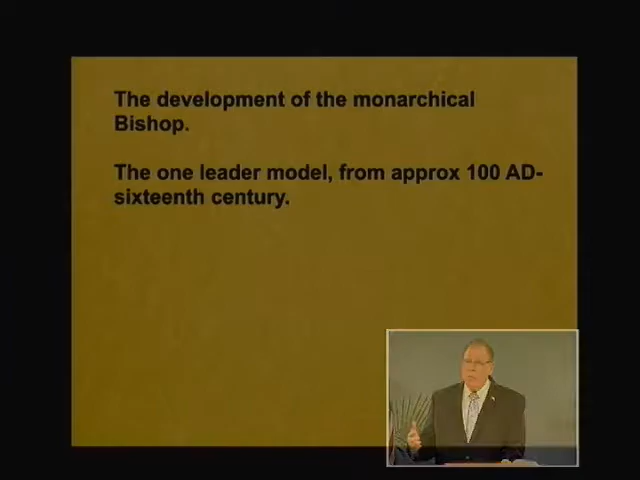 The development of the monarchical
Bishop.
The one leader model, from approx 100 AD-
sixteenth century.